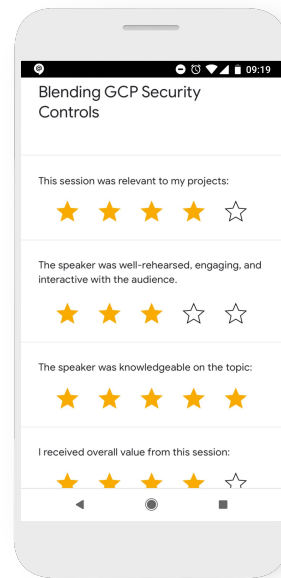 09:19
Blending GCP Security
Controls
This session was relevant to my projects:
The speaker was well-rehearsed, engaging, and
interactive with the audience.
The speaker was knowledgeable on the topic:
I received overall value from this session: